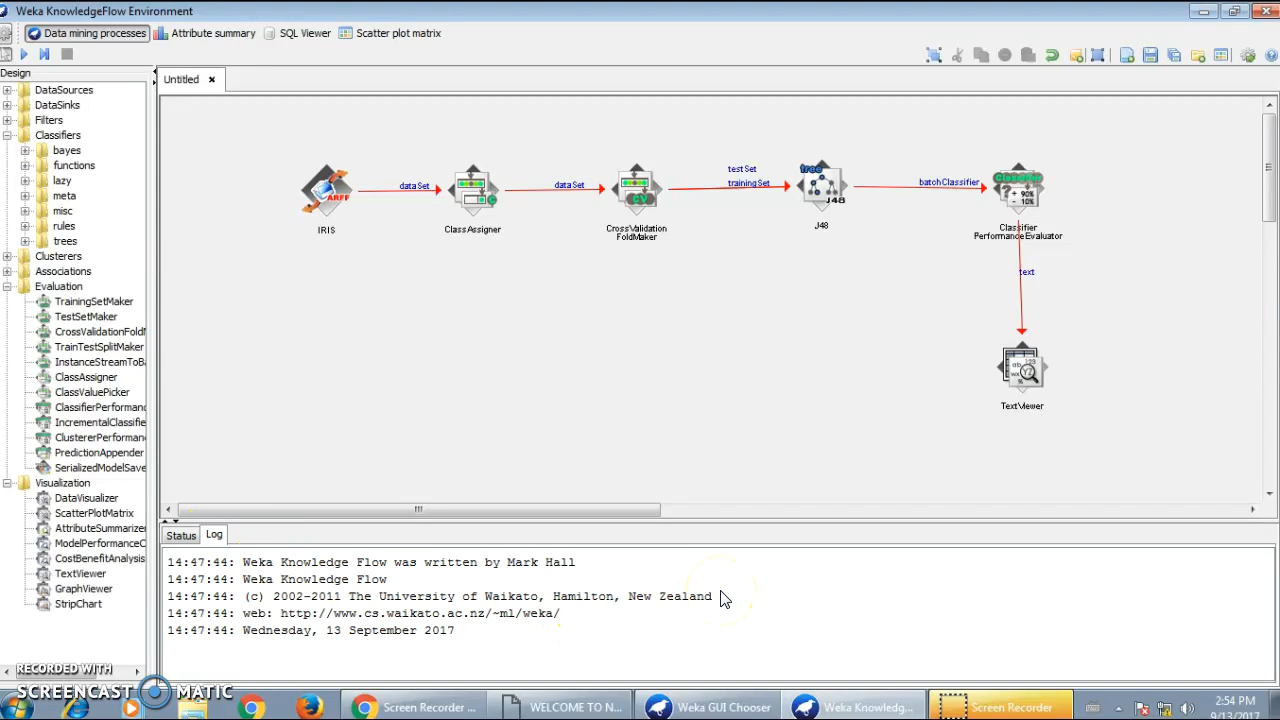 Weka KnowledgeFlow Environment
Data mining processes
Attribute summary
SQL Viewer
Scatter plot matrix
Design
DataSources
DataSinks
Filters
Classifiers
bayes
functions
lazy
meta
misc
rules
trees
Clusterers
Associations
Evaluation
TrainingSetMaker
TestSetMaker
CrossValidationFoldM
TrainTestSplitMaker
InstanceStreamToBa
ClassAssigner
ClassValuePicker
ClassifierPerforman
IncrementalClassifie
ClustererPerforman
PredictionAppender
SerializedModelSave
Visualization
DataVisualizer
ScatterPlotMatrix
AttributeSummarizer
ModelPerformanceC
CostBenefitAnalysis
TextViewer
GraphViewer
StripChart
Untitled
ARFF
IRIS
dataSet
ClassAssigner
dataSet
CV
CrossValidation
FoldMaker
testSet
trainingSet
tree
J48
J48
batchClassifier
+ 90%
- 10%
Classifier
PerformanceEvaluator
text
TextViewer
Status
Log
14:47:44: Weka Knowledge Flow was written by Mark Hall
14:47:44: Weka Knowledge Flow
14:47:44: (c) 2002-2011 The University of Waikato, Hamilton, New Zealand
14:47:44: web: http://www.cs.waikato.ac.nz/~ml/weka/
14:47:44: Wednesday, 13 September 2017
RECORDED WITH
SCREENCAST MATIC
Screen Recorder ...
WELCOME TO N...
Weka GUI Chooser
Weka Knowledg...
Screen Recorder
2:54 PM
9/13/2017